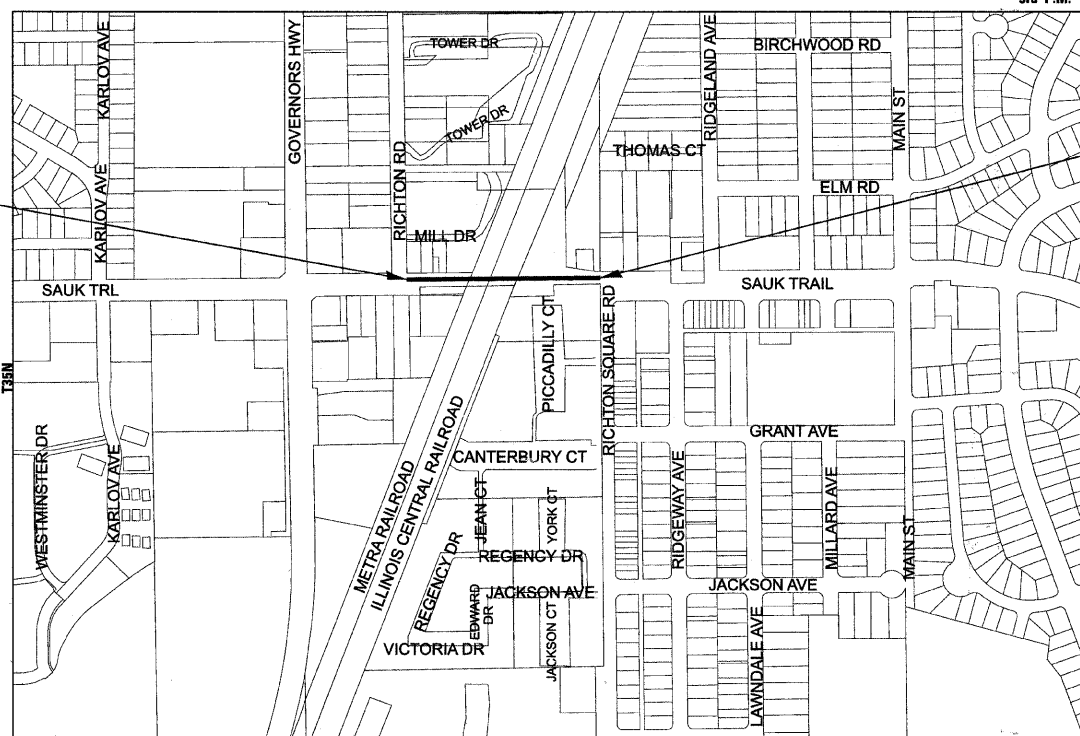 3rd P.M.
KARLOV AVE
GOVERNORS HWY
TOWER DR
RIDGELAND AVE
BIRCHWOOD RD
MAIN ST
TOWER DR
THOMAS CT
KARLOV AVE
RICHTON RD
ELM RD
MILL DR
SAUK TRL
SAUK TRAIL
T35N
PICCADILLY CT
RICHTON SQUARE RD
GRANT AVE
WESTMINSTER DR
KARLOV AVE
METRA RAILROAD
ILLINOIS CENTRAL RAILROAD
CANTERBURY CT
JEAN CT
YORK CT
RIDGEWAY AVE
MILLARD AVE
MAIN ST
REGENCY DR
REGENCY DR
JACKSON AVE
EDWARD
DR
JACKSON AVE
JACKSON CT
VICTORIA DR
LAWNDALE AVE